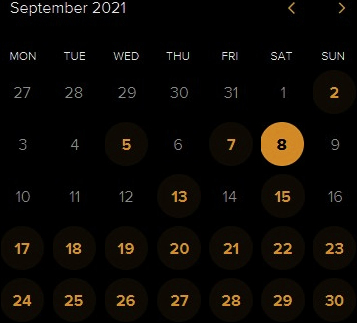 September 2021
MON TUE WED THU FRI SAT SUN
27 28 29 30 31 1 2
3 4 5 6 7 8 9
10 11 12 13 14 15 16
17 18 19 20 21 22 23
24 25 26 27 28 29 30